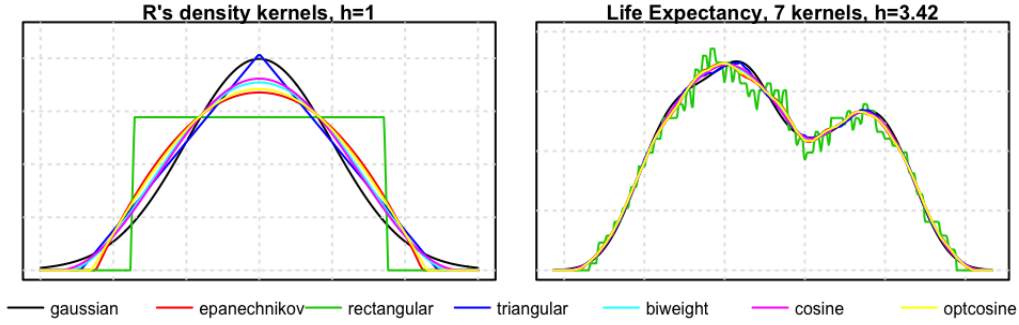 R's density kernels, h=1
Life Expectancy, 7 kernels, h=3.42
gaussian epanechnikov rectangular triangular biweight cosine optcosine